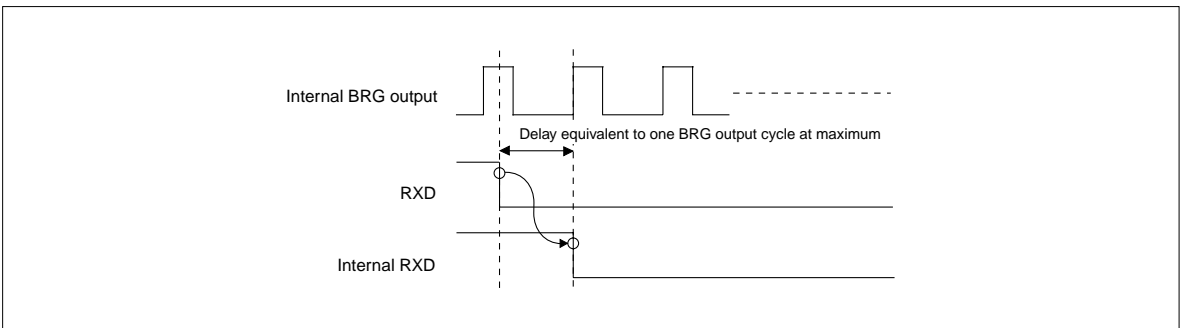 Internal BRG output
Delay equivalent to one BRG output cycle at maximum
RXD
Internal RXD